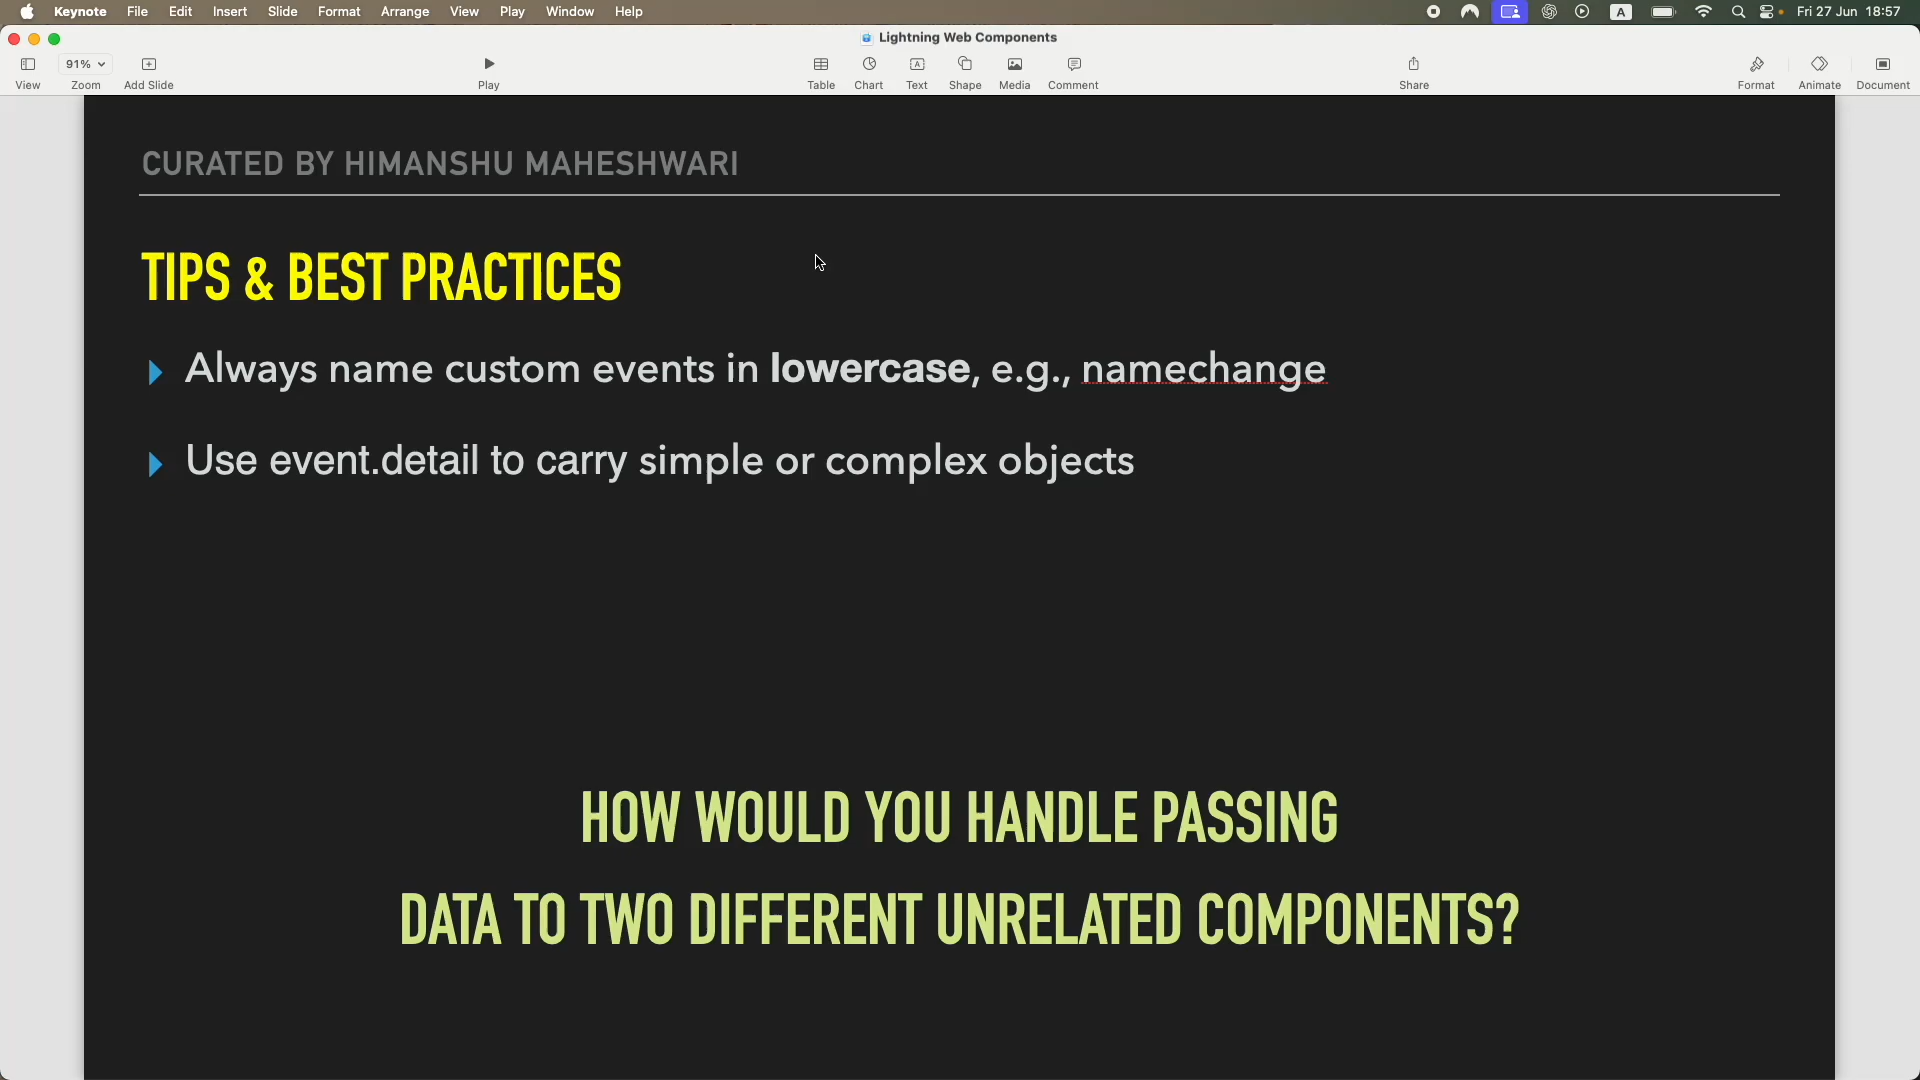 Keynote File Edit Insert Slide Format Arrange View Play Window Help A Fri 27 Jun 18:57
Lightning Web Components
91%
View Zoom Add Slide Play Table Chart Text Shape Media Comment Share Format Animate Document
CURATED BY HIMANSHU MAHESHWARI
TIPS & BEST PRACTICES
Always name custom events in lowercase, e.g., namechange
Use event.detail to carry simple or complex objects
HOW WOULD YOU HANDLE PASSING
DATA TO TWO DIFFERENT UNRELATED COMPONENTS?